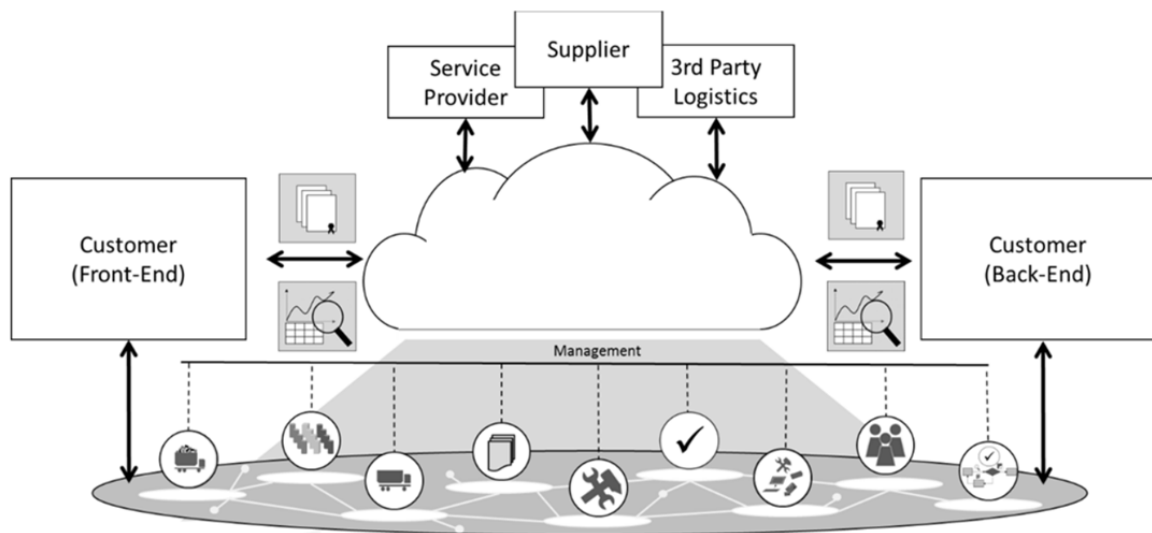 Supplier
Service
Provider
3rd Party
Logistics
Customer
(Front-End)
Customer
(Back-End)
Management